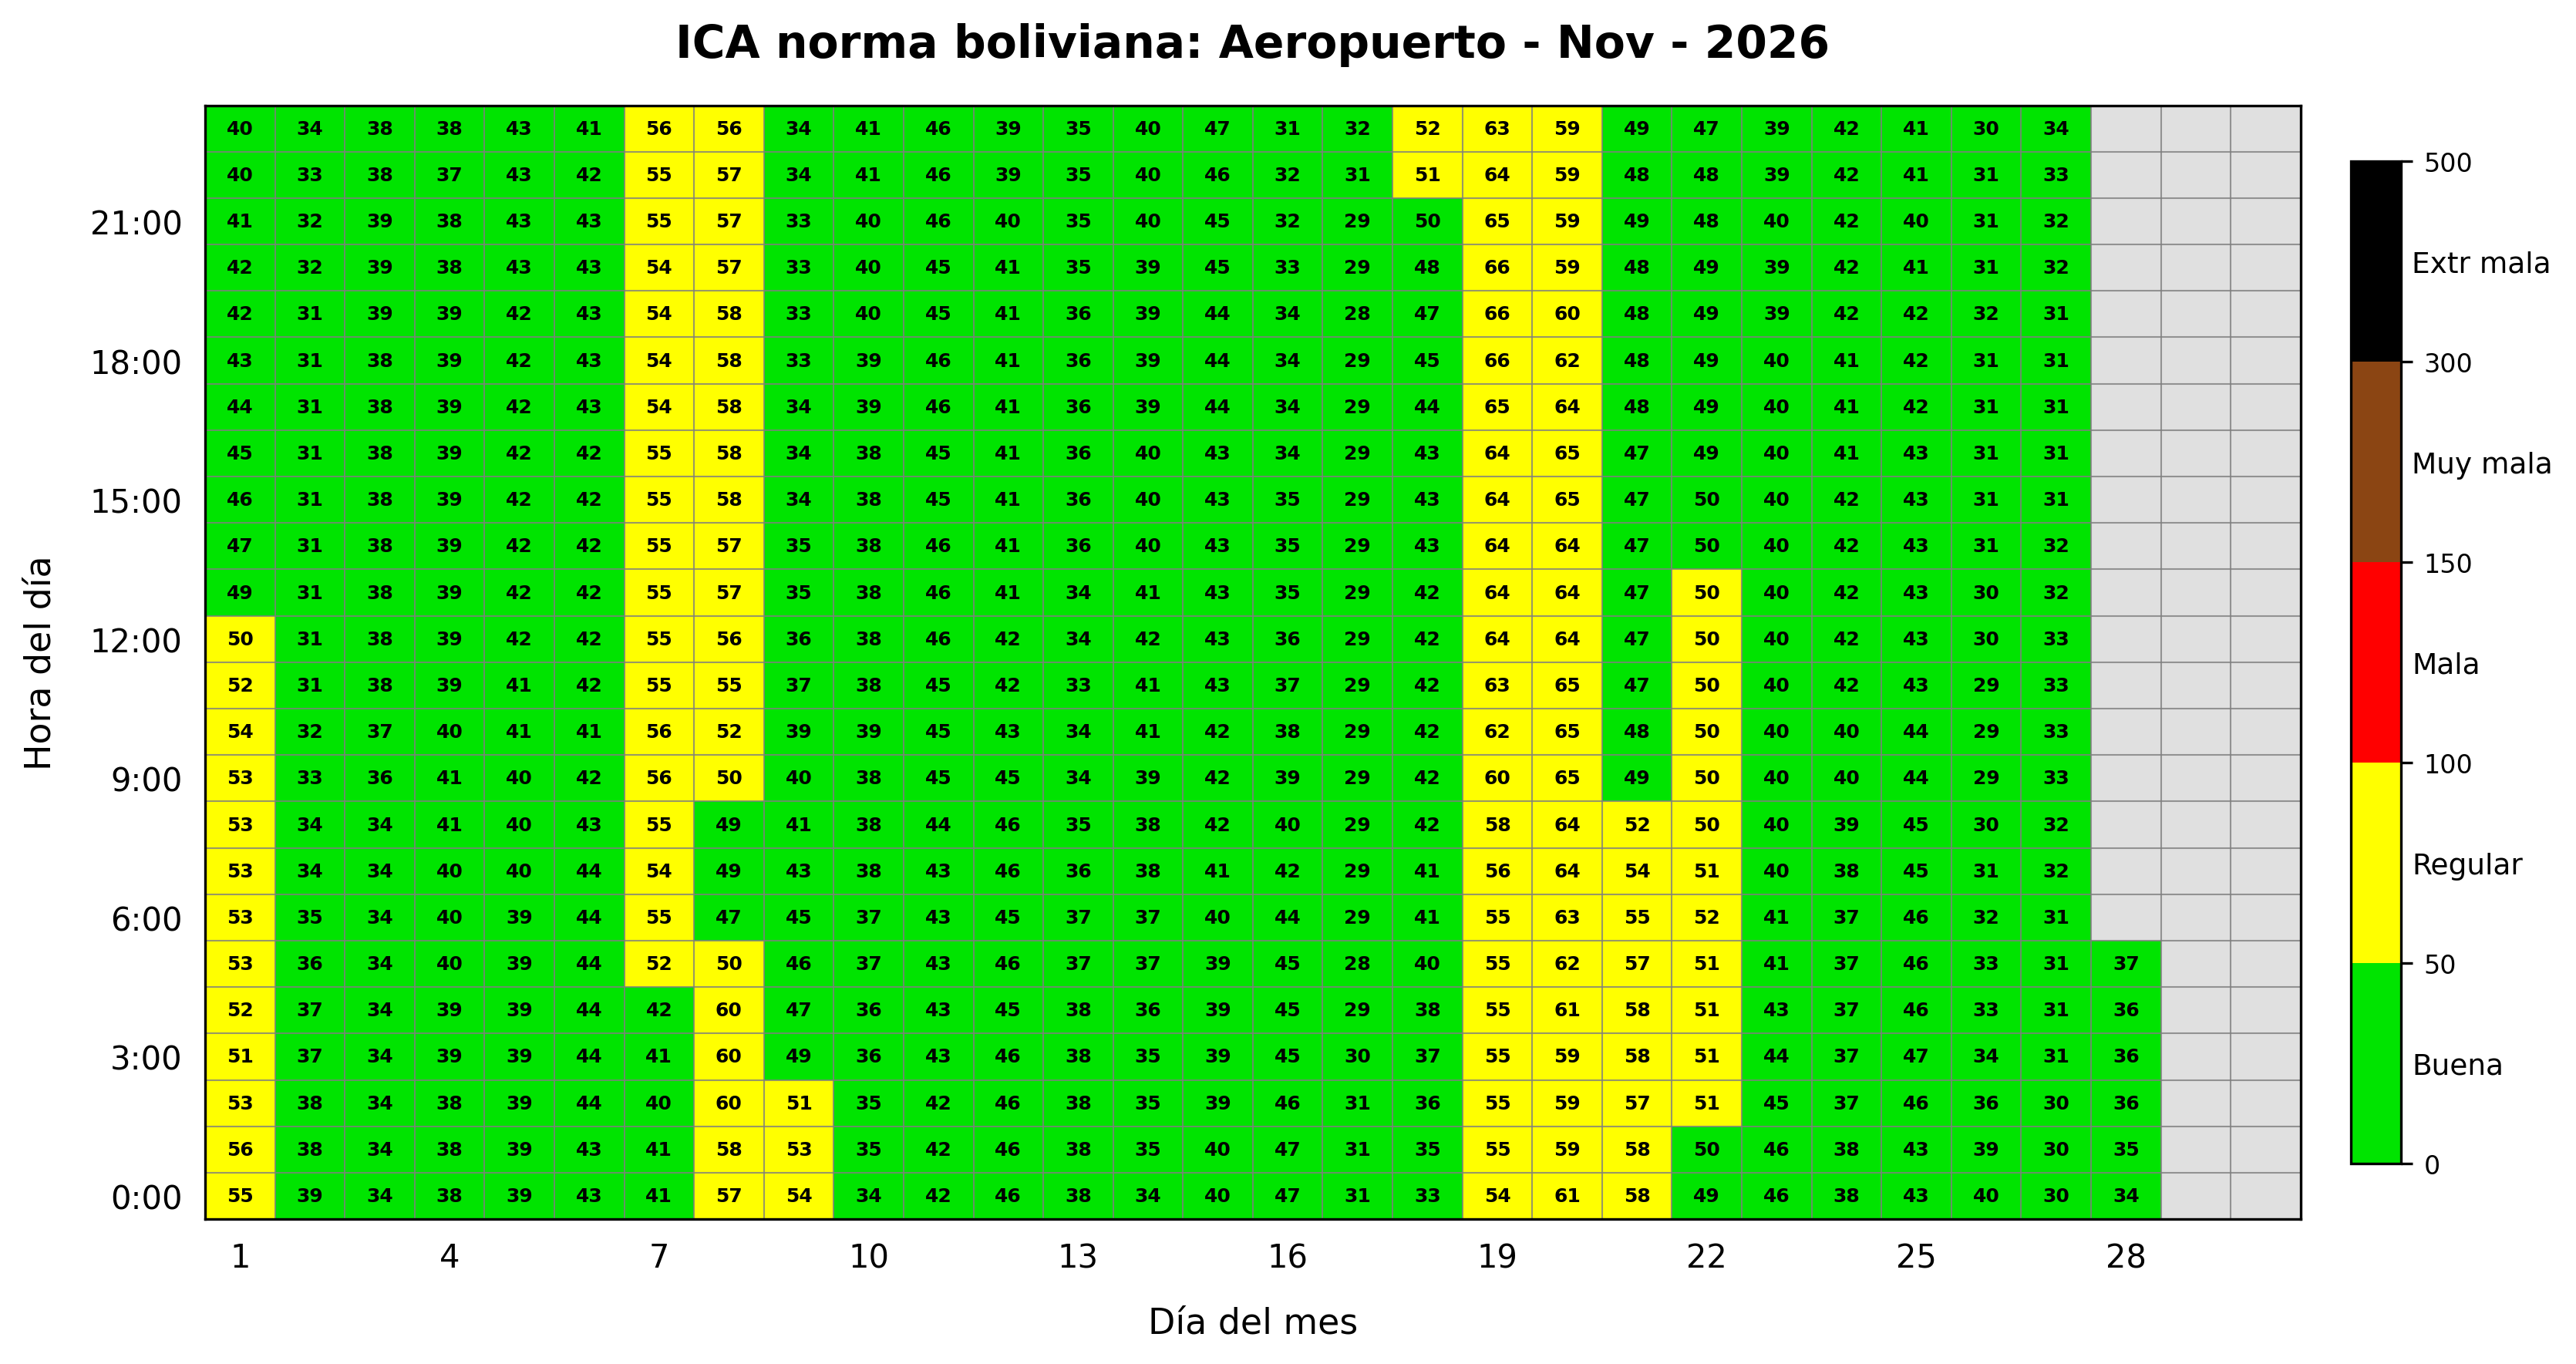 ICA norma boliviana: Aeropuerto - Nov - 2026
40 34 38 38 43 41 56 56 34 41 46 39 35 40 47 31 32 52 63 59 49 47 39 42 41 30 34
40 33 38 37 43 42 55 57 34 41 46 39 35 40 46 32 31 51 64 59 48 48 39 42 41 31 33
21:00 41 32 39 38 43 43 55 57 33 40 46 40 35 40 45 32 29 50 65 59 49 48 40 42 40 31 32
42 32 39 38 43 43 54 57 33 40 45 41 35 39 45 33 29 48 66 59 48 49 39 42 41 31 32
42 31 39 39 42 43 54 58 33 40 45 41 36 39 44 34 28 47 66 60 48 49 39 42 42 32 31
18:00 43 31 38 39 42 43 54 58 33 39 46 41 36 39 44 34 29 45 66 62 48 49 40 41 42 31 31
44 31 38 39 42 43 54 58 34 39 46 41 36 39 44 34 29 44 65 64 48 49 40 41 42 31 31
45 31 38 39 42 42 55 58 34 38 45 41 36 40 43 34 29 43 64 65 47 49 40 41 43 31 31
15:00 46 31 38 39 42 42 55 58 34 38 45 41 36 40 43 35 29 43 64 65 47 50 40 42 43 31 31
47 31 38 39 42 42 55 57 35 38 46 41 36 40 43 35 29 43 64 64 47 50 40 42 43 31 32
49 31 38 39 42 42 55 57 35 38 46 41 34 41 43 35 29 42 64 64 47 50 40 42 43 30 32
12:00 50 31 38 39 42 42 55 56 36 38 46 42 34 42 43 36 29 42 64 64 47 50 40 42 43 30 33
52 31 38 39 41 42 55 55 37 38 45 42 33 41 43 37 29 42 63 65 47 50 40 42 43 29 33
54 32 37 40 41 41 56 52 39 39 45 43 34 41 42 38 29 42 62 65 48 50 40 40 44 29 33
9:00 53 33 36 41 40 42 56 50 40 38 45 45 34 39 42 39 29 42 60 65 49 50 40 40 44 29 33
53 34 34 41 40 43 55 49 41 38 44 46 35 38 42 40 29 42 58 64 52 50 40 39 45 30 32
53 34 34 40 40 44 54 49 43 38 43 46 36 38 41 42 29 41 56 64 54 51 40 38 45 31 32
6:00 53 35 34 40 39 44 55 47 45 37 43 45 37 37 40 44 29 41 55 63 55 52 41 37 46 32 31
53 36 34 40 39 44 52 50 46 37 43 46 37 37 39 45 28 40 55 62 57 51 41 37 46 33 31 37
52 37 34 39 39 44 42 60 47 36 43 45 38 36 39 45 29 38 55 61 58 51 43 37 46 33 31 36
3:00 51 37 34 39 39 44 41 60 49 36 43 46 38 35 39 45 30 37 55 59 58 51 44 37 47 34 31 36
53 38 34 38 39 44 40 60 51 35 42 46 38 35 39 46 31 36 55 59 57 51 45 37 46 36 30 36
56 38 34 38 39 43 41 58 53 35 42 46 38 35 40 47 31 35 55 59 58 50 46 38 43 39 30 35
0:00 55 39 34 38 39 43 41 57 54 34 42 46 38 34 40 47 31 33 54 61 58 49 46 38 43 40 30 34
1 4 7 10 13 16 19 22 25 28
Día del mes
Hora del día
500
Extr mala
300
Muy mala
150
Mala
100
Regular
50
Buena
0